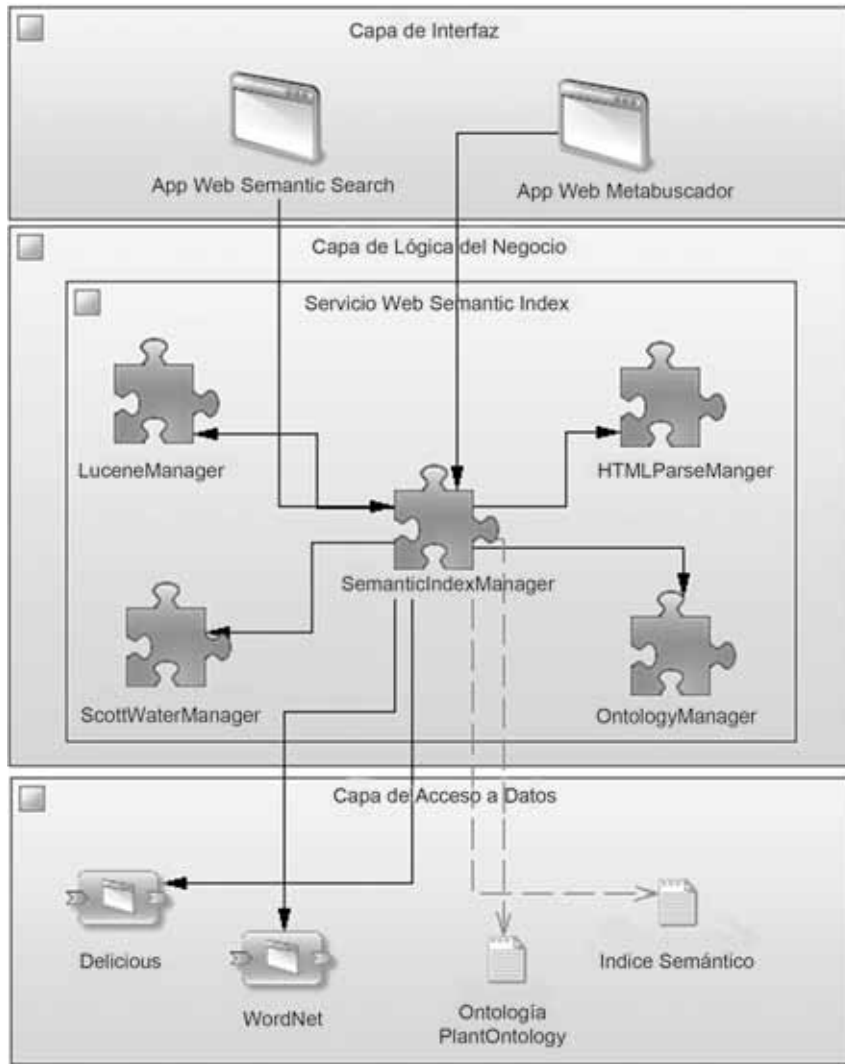 Capa de Interfaz
App Web Semantic Search
App Web Metabuscador
Capa de Lógica del Negocio
Servicio Web Semantic Index
LuceneManager
HTMLParseManger
SemanticIndexManager
ScottWaterManager
OntologyManager
Capa de Acceso a Datos
Delicious
WordNet
Ontología
PlantOntology
Indice Semántico